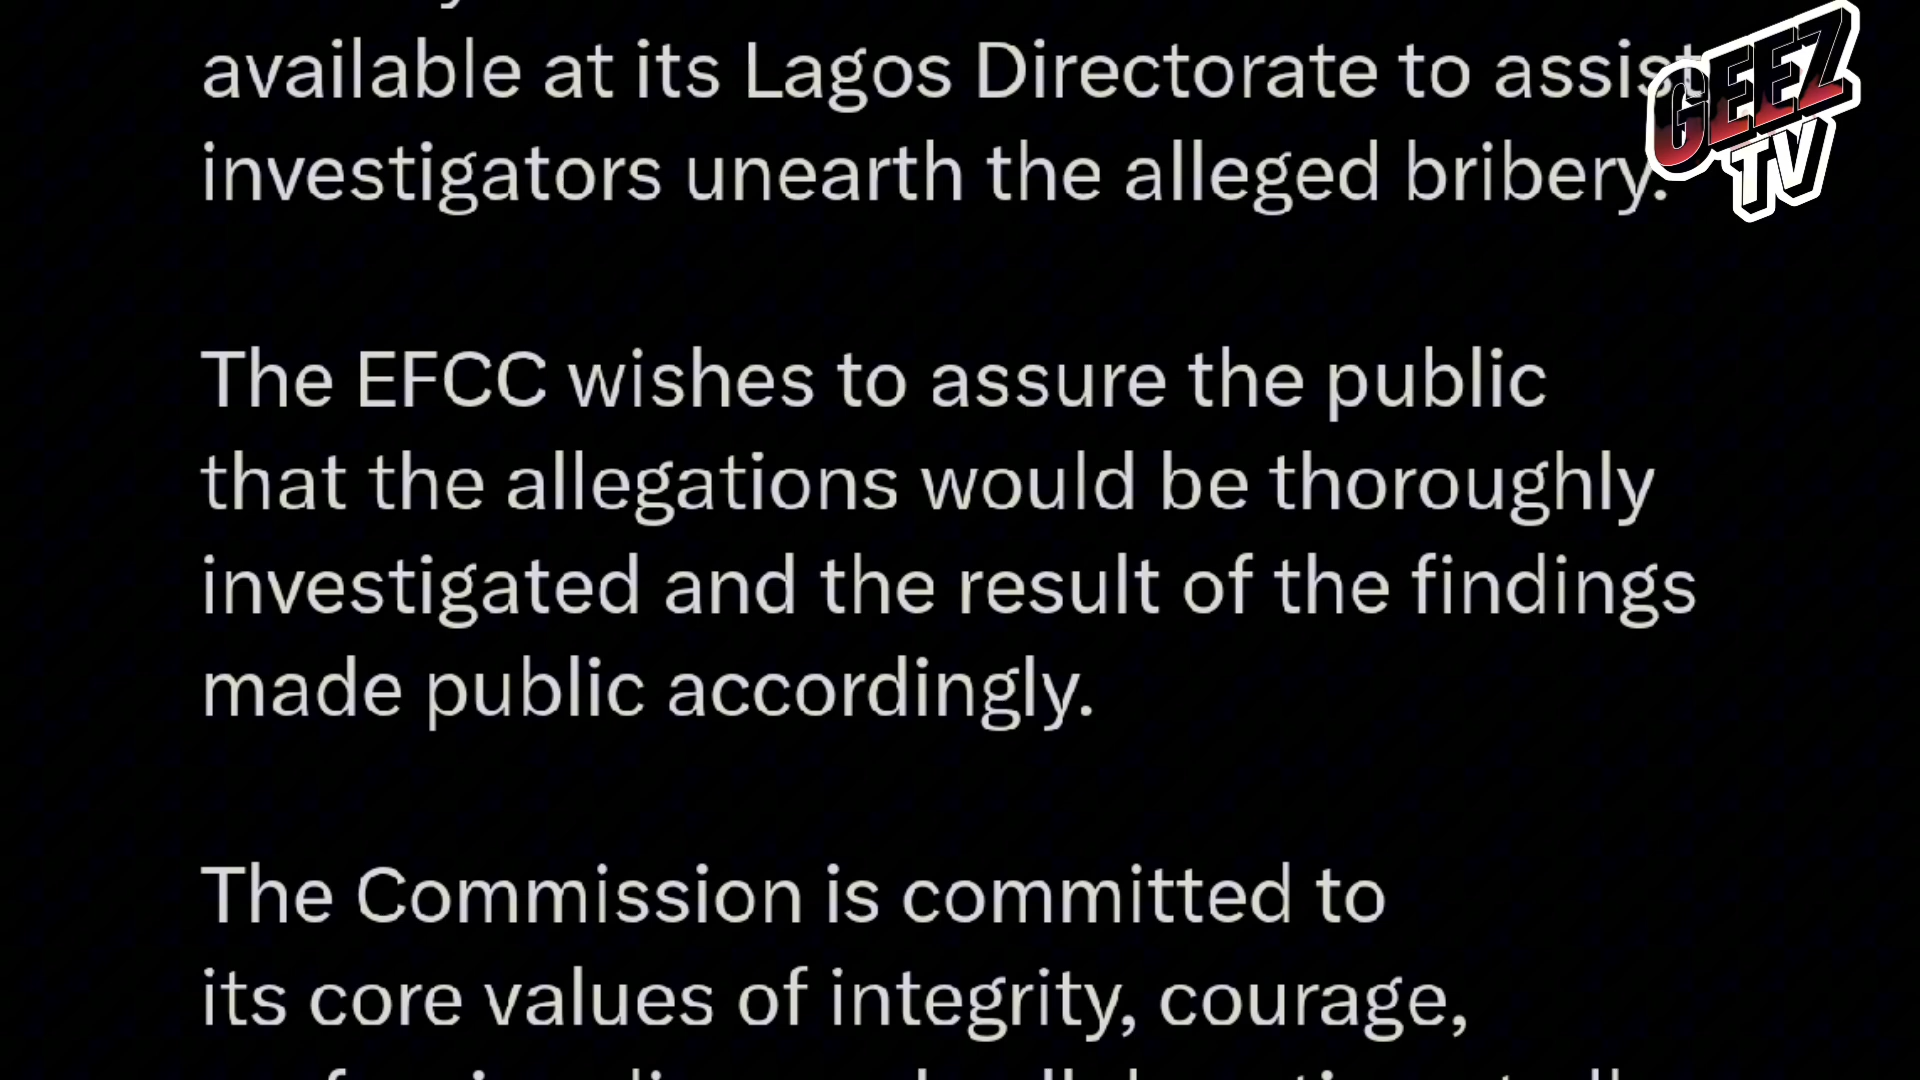 available at its Lagos Directorate to assist
investigators unearth the alleged bribery.
The EFCC wishes to assure the public
that the allegations would be thoroughly
investigated and the result of the findings
made public accordingly.
The Commission is committed to
its core values of integrity, courage,
GEEZ
TV